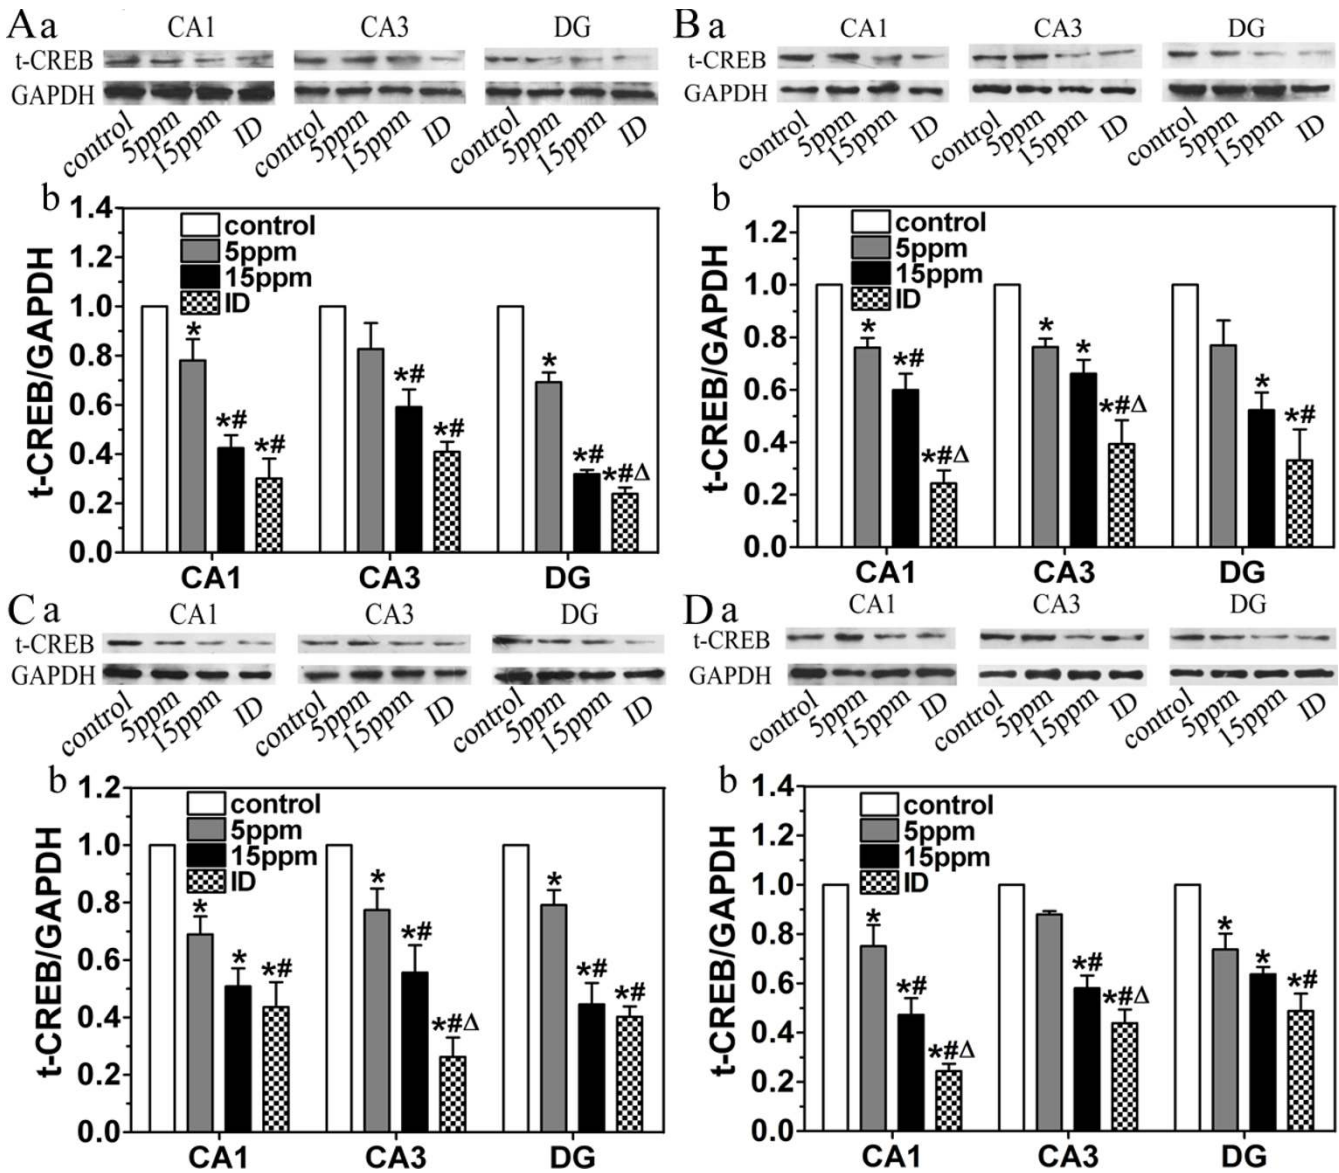 A a
CA1 CA3 DG
t-CREB
GAPDH
control 5ppm 15ppm ID control 5ppm 15ppm ID control 5ppm 15ppm ID
b
t-CREB/GAPDH
1.4
1.2
1.0
0.8
0.6
0.4
0.2
0.0
control
5ppm
15ppm
ID
* *# *# *# *# * *# *#Δ
CA1 CA3 DG
B a
CA1 CA3 DG
t-CREB
GAPDH
control 5ppm 15ppm ID control 5ppm 15ppm ID control 5ppm 15ppm ID
b
t-CREB/GAPDH
1.2
1.0
0.8
0.6
0.4
0.2
0.0
control
5ppm
15ppm
ID
* *# *#Δ * * *#Δ * *#
CA1 CA3 DG
C a
CA1 CA3 DG
t-CREB
GAPDH
control 5ppm 15ppm ID control 5ppm 15ppm ID control 5ppm 15ppm ID
b
t-CREB/GAPDH
1.2
1.0
0.8
0.6
0.4
0.2
0.0
control
5ppm
15ppm
ID
* * *# * *# *#Δ * *# *#
CA1 CA3 DG
D a
CA1 CA3 DG
t-CREB
GAPDH
control 5ppm 15ppm ID control 5ppm 15ppm ID control 5ppm 15ppm ID
b
t-CREB/GAPDH
1.4
1.2
1.0
0.8
0.6
0.4
0.2
0.0
control
5ppm
15ppm
ID
* *# *#Δ *# *#Δ * * *#
CA1 CA3 DG